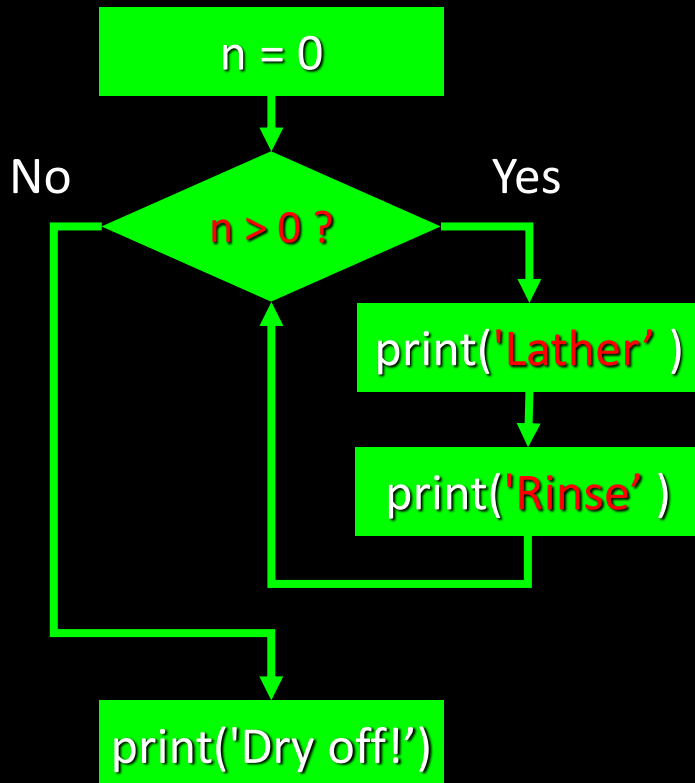 n = 0
No
Yes
n > 0 ?
print('Lather’ )
print('Rinse’ )
print('Dry off!’)